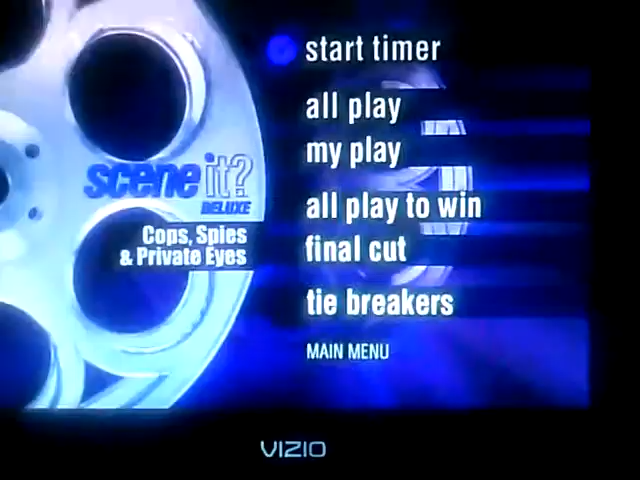 start timer
all play
my play
scene it?
DELUXE
all play to win
Cops, Spies
& Private Eyes
final cut
tie breakers
MAIN MENU
VIZIO